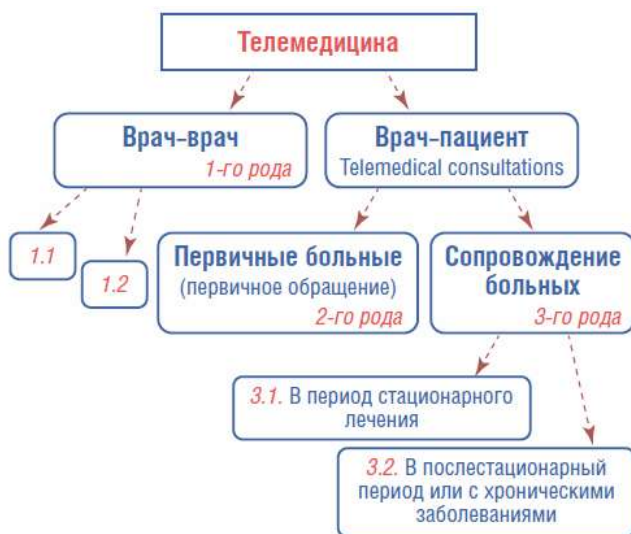 Телемедицина
Врач–врач
1-го рода
Врач–пациент
Telemedical consultations
1.1
1.2
Первичные больные
(первичное обращение)
2-го рода
Сопровождение
больных
3-го рода
3.1. В период стационарного
лечения
3.2. В послестационарный
период или с хроническими
заболеваниями